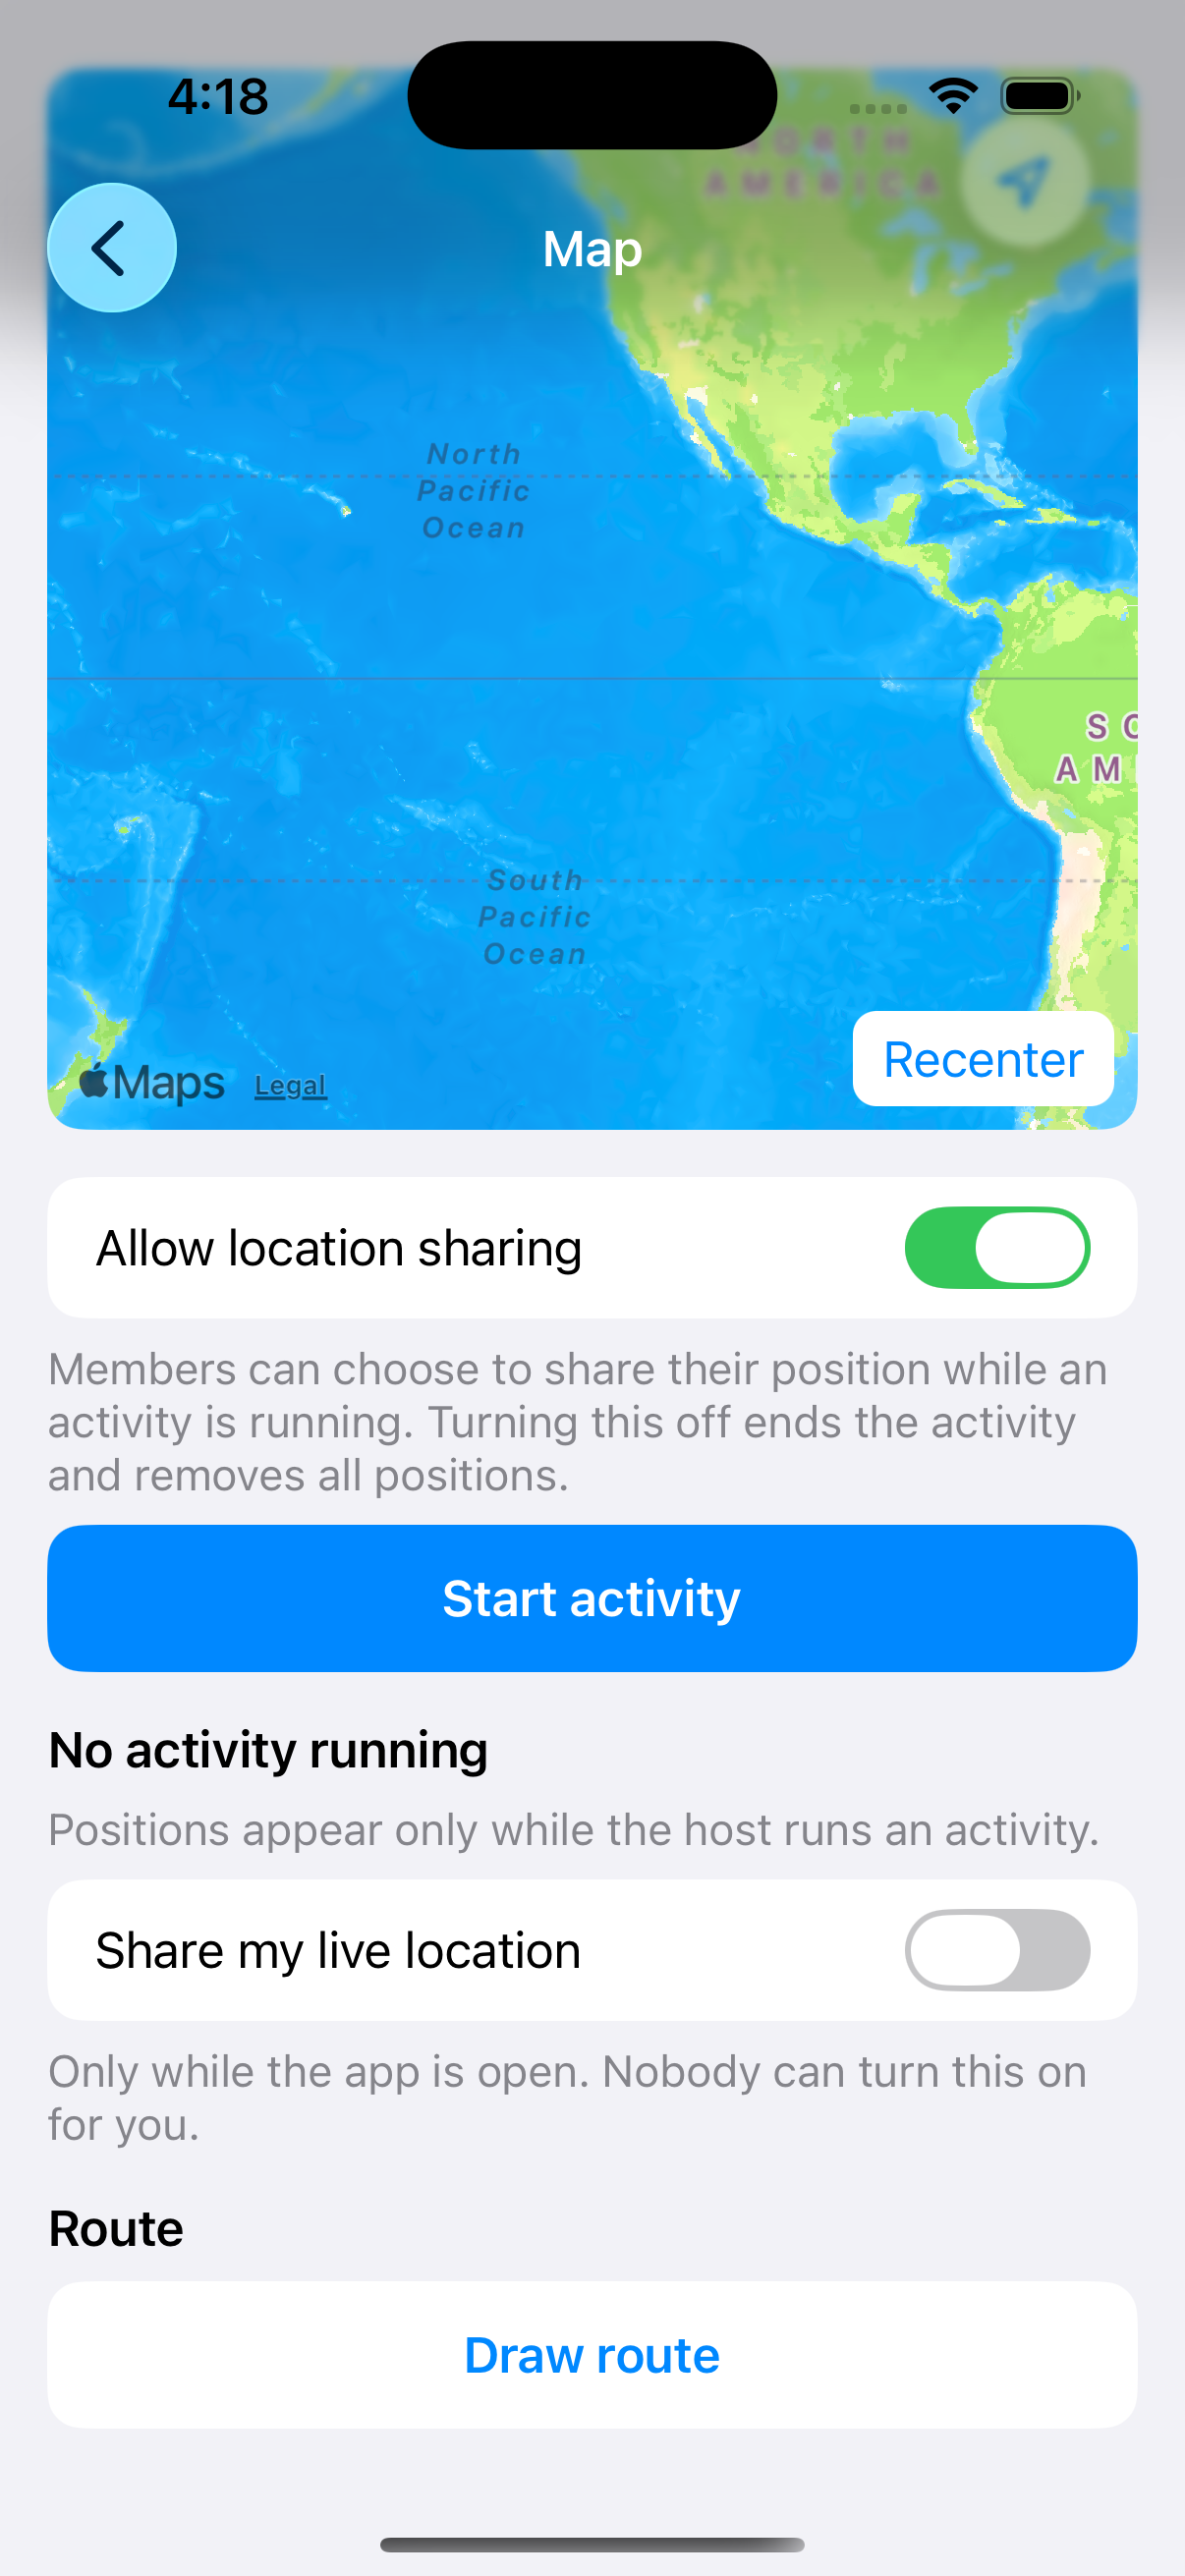 4:18
NORTH
AMERICA
Map
North
Pacific
Ocean
SO
AM
South
Pacific
Ocean
Maps
Legal
Recenter
Allow location sharing
Members can choose to share their position while an
activity is running. Turning this off ends the activity
and removes all positions.
Start activity
No activity running
Positions appear only while the host runs an activity.
Share my live location
Only while the app is open. Nobody can turn this on
for you.
Route
Draw route